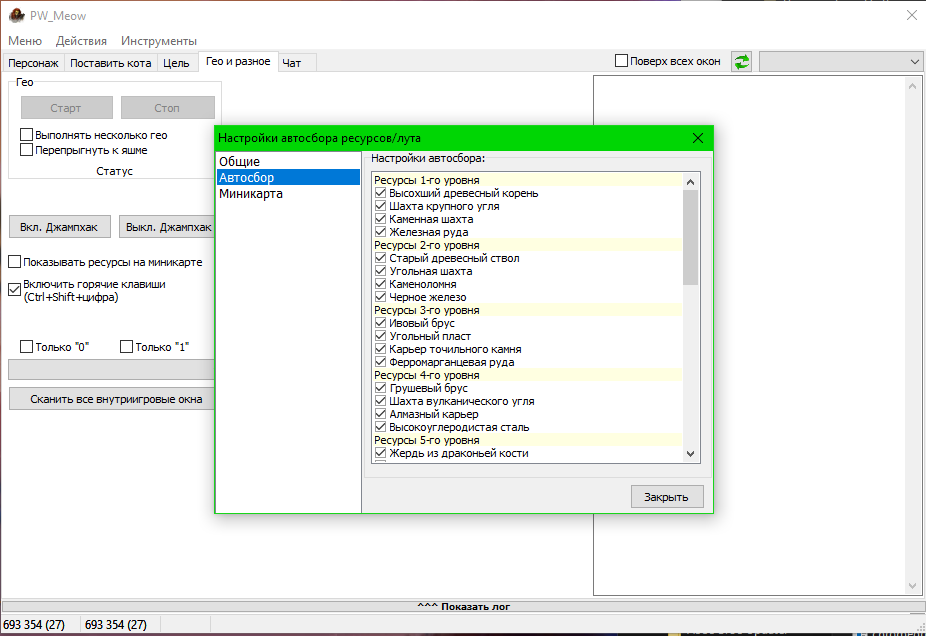 PW_Meow
Меню Действия Инструменты
Персонаж Поставить кота Цель Гео и разное Чат
Поверх всех окон
Гео
Старт Стоп
Выполнять несколько гео
Перепрыгнуть к яшме
Статус
Вкл. Джампхак Выкл. Джампхак
Показывать ресурсы на миникарте
Включить горячие клавиши
(Ctrl+Shift+цифра)
Только "0" Только "1"
Сканить все внутриигровые окна
Настройки автосбора ресурсов/лута
Общие
Автосбор
Миникарта
Настройки автосбора:
Ресурсы 1-го уровня
Высохший древесный корень
Шахта крупного угля
Каменная шахта
Железная руда
Ресурсы 2-го уровня
Старый древесный ствол
Угольная шахта
Каменоломня
Черное железо
Ресурсы 3-го уровня
Ивовый брус
Угольный пласт
Карьер точильного камня
Ферромарганцевая руда
Ресурсы 4-го уровня
Грушевый брус
Шахта вулканического угля
Алмазный карьер
Высокоуглеродистая сталь
Ресурсы 5-го уровня
Жердь из драконьей кости
Закрыть
^^^ Показать лог
693 354 (27) 693 354 (27)